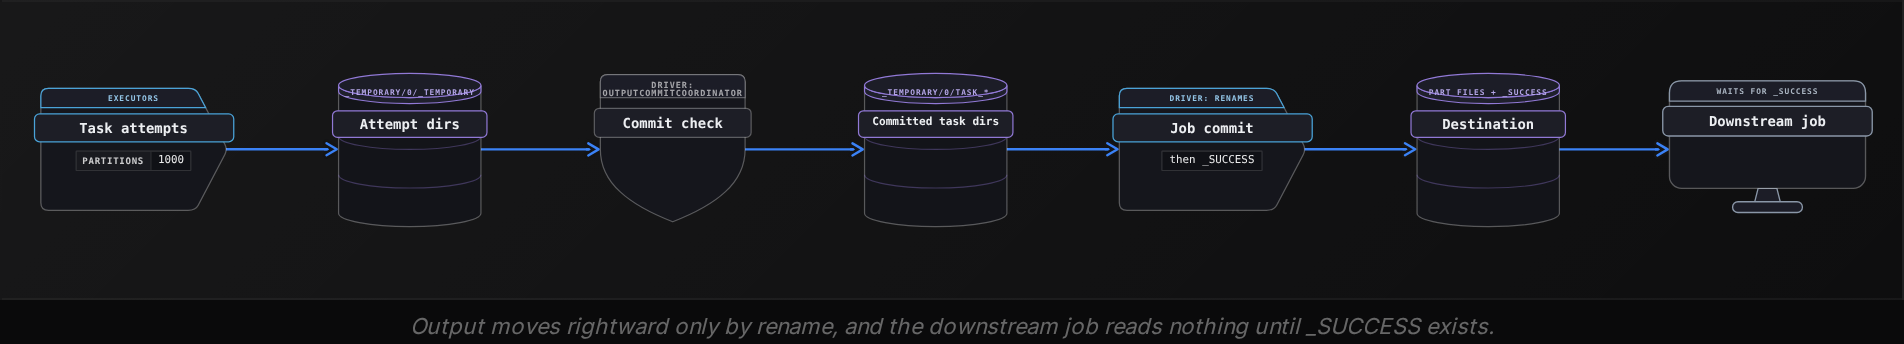 EXECUTORS
Task attempts
PARTITIONS 1000
_TEMPORARY/0/_TEMPORARY
Attempt dirs
DRIVER:
OUTPUTCOMMITCOORDINATOR
Commit check
_TEMPORARY/0/TASK_*
Committed task dirs
DRIVER: RENAMES
Job commit
then _SUCCESS
PART FILES + _SUCCESS
Destination
WAITS FOR _SUCCESS
Downstream job
Output moves rightward only by rename, and the downstream job reads nothing until _SUCCESS exists.